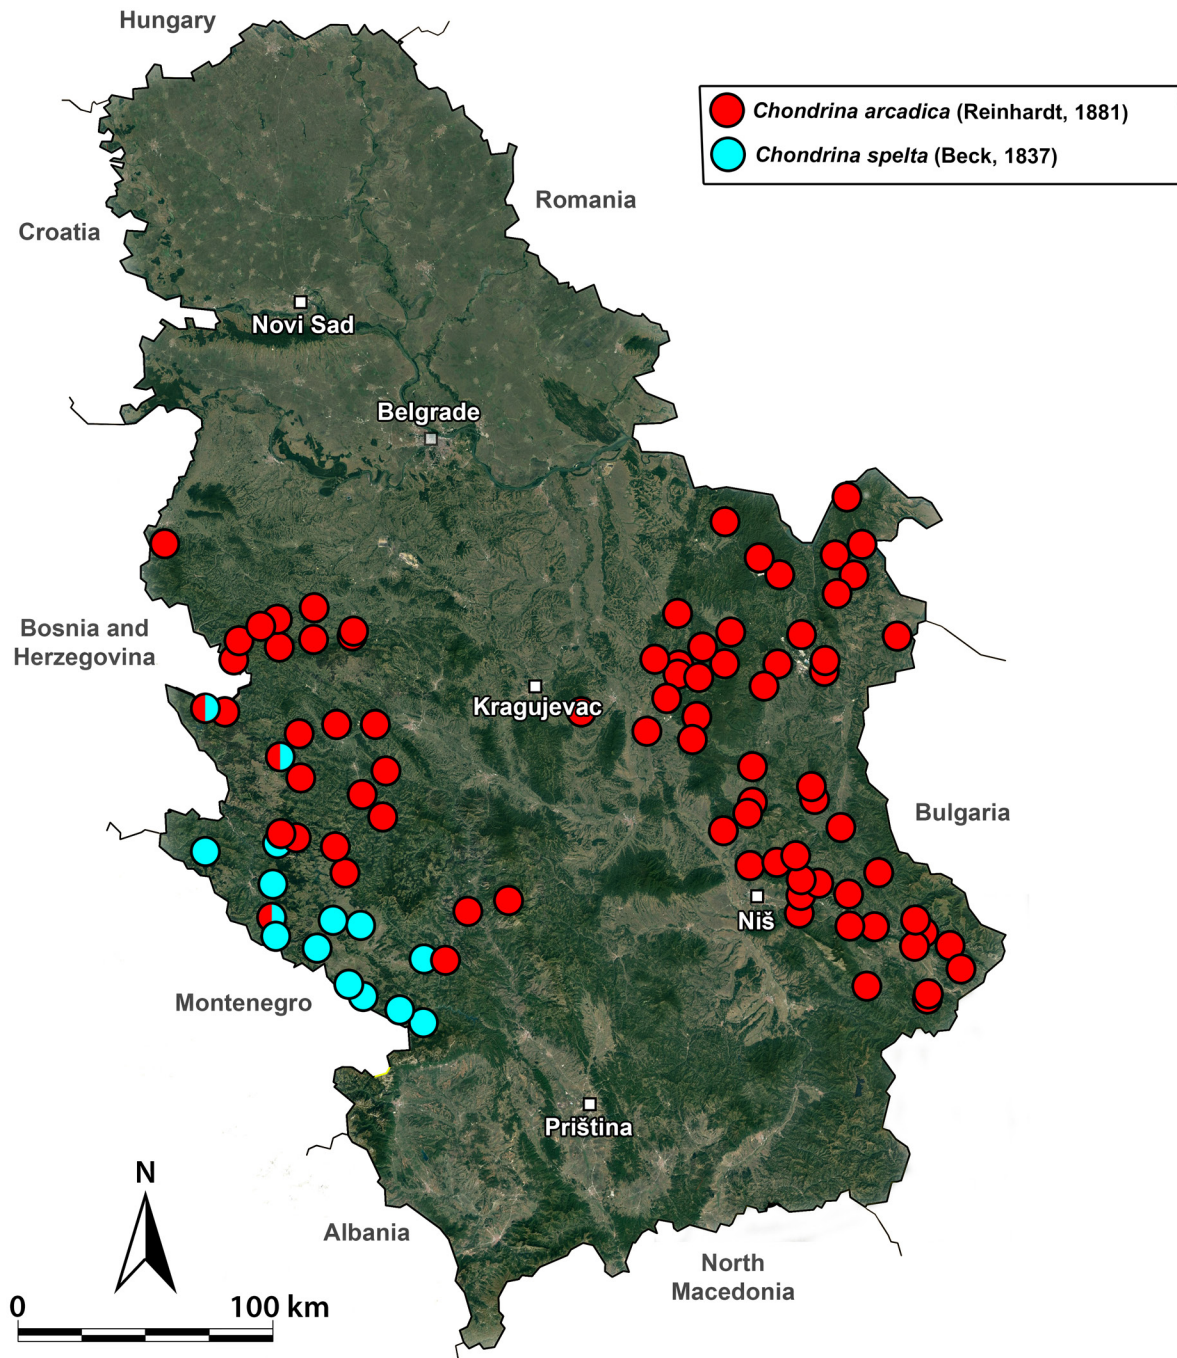 Hungary
Chondrina arcadica (Reinhardt, 1881)
Chondrina spelta (Beck, 1837)
Romania
Croatia
Novi Sad
Belgrade
Bosnia and
Herzegovina
Kragujevac
Bulgaria
Niš
Montenegro
Priština
N
Albania
North
Macedonia
0
100 km